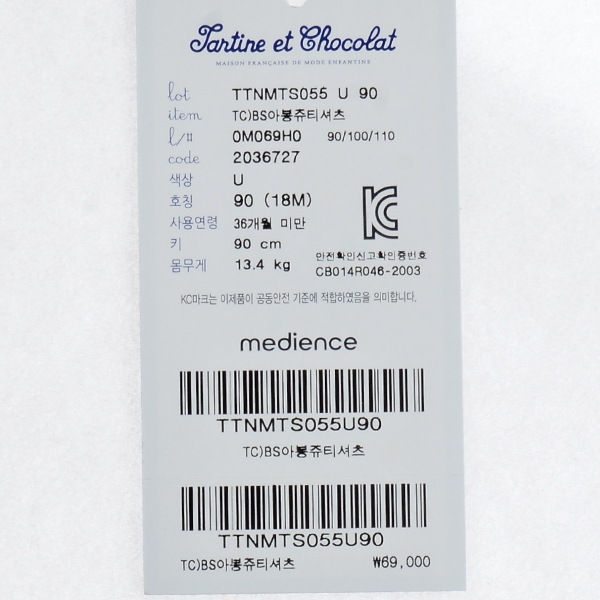 Tartine et Chocolat
MAISON FRANÇAISE DE MODE ENFANTINE
lot TTNMTS055 U 90
item TC)BS아봉쥬티셔츠
l/# 0M069H0 90/100/110
code 2036727
색상 U
호칭 90 (18M)
사용연령 36개월 미만
키 90 cm
몸무게 13.4 kg
안전확인신고확인증번호
CB014R046-2003
KC마크는 이제품이 공동안전 기준에 적합하였음을 의미합니다.
medience
TTNMTS055U90
TC)BS아봉쥬티셔츠
TTNMTS055U90
TC)BS아봉쥬티셔츠 ₩69,000